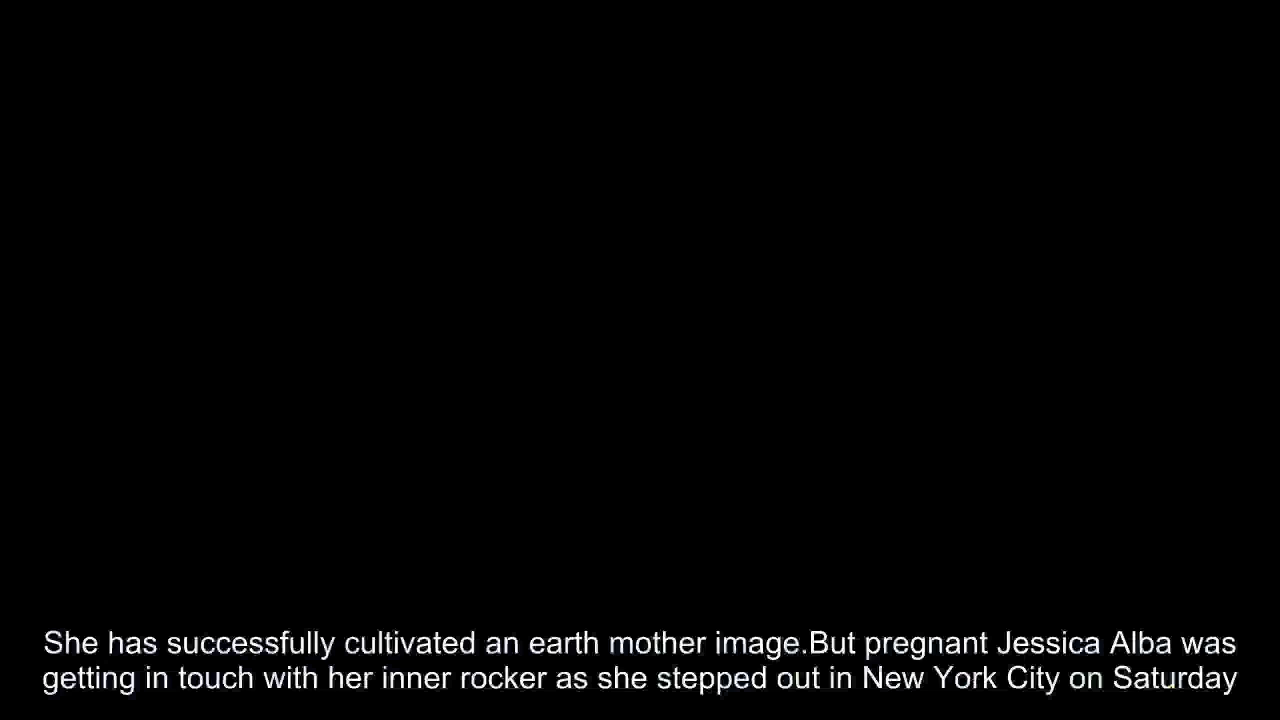 She has successfully cultivated an earth mother image.But pregnant Jessica Alba was
getting in touch with her inner rocker as she stepped out in New York City on Saturday